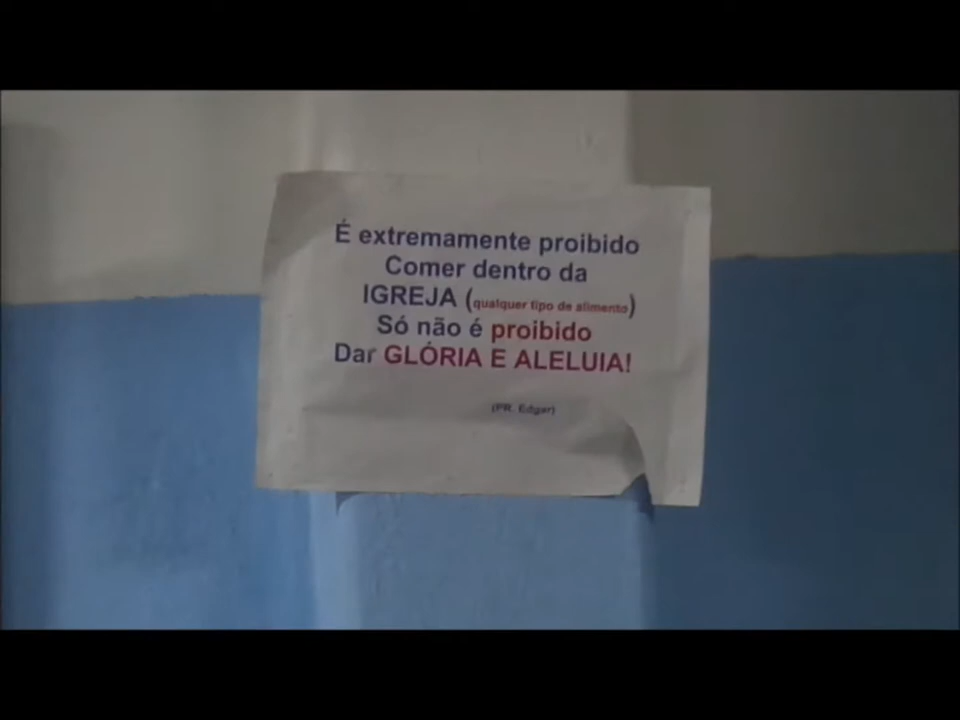 É extremamente proibido
Comer dentro da
IGREJA (qualquer tipo de alimento)
Só não é proibido
Dar GLÓRIA E ALELUIA!
(PR. Edgar)